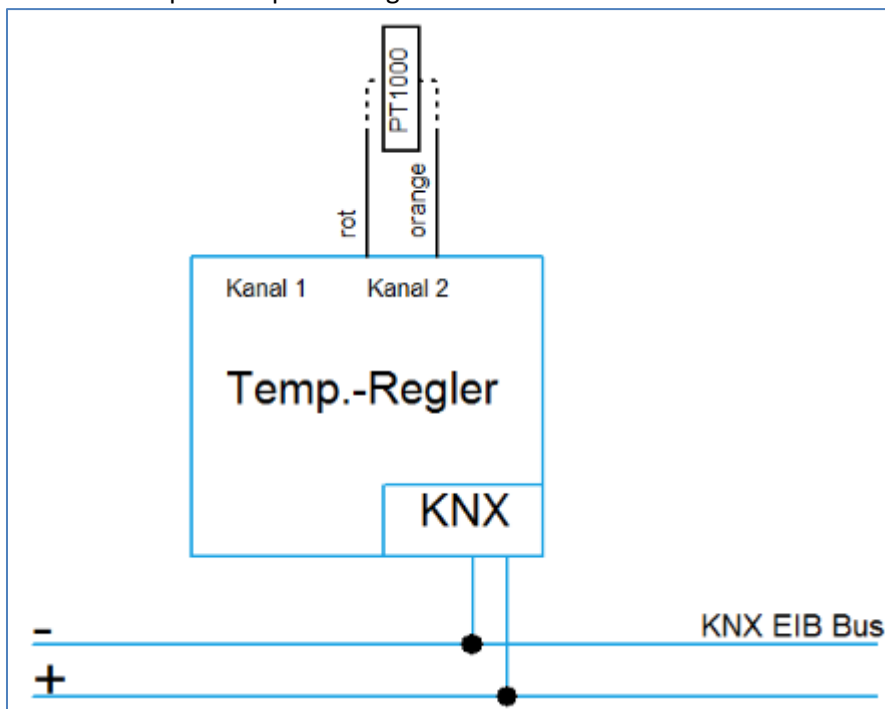 PT1000
rot
orange
Kanal 1
Kanal 2
Temp.-Regler
KNX
-
KNX EIB Bus
+